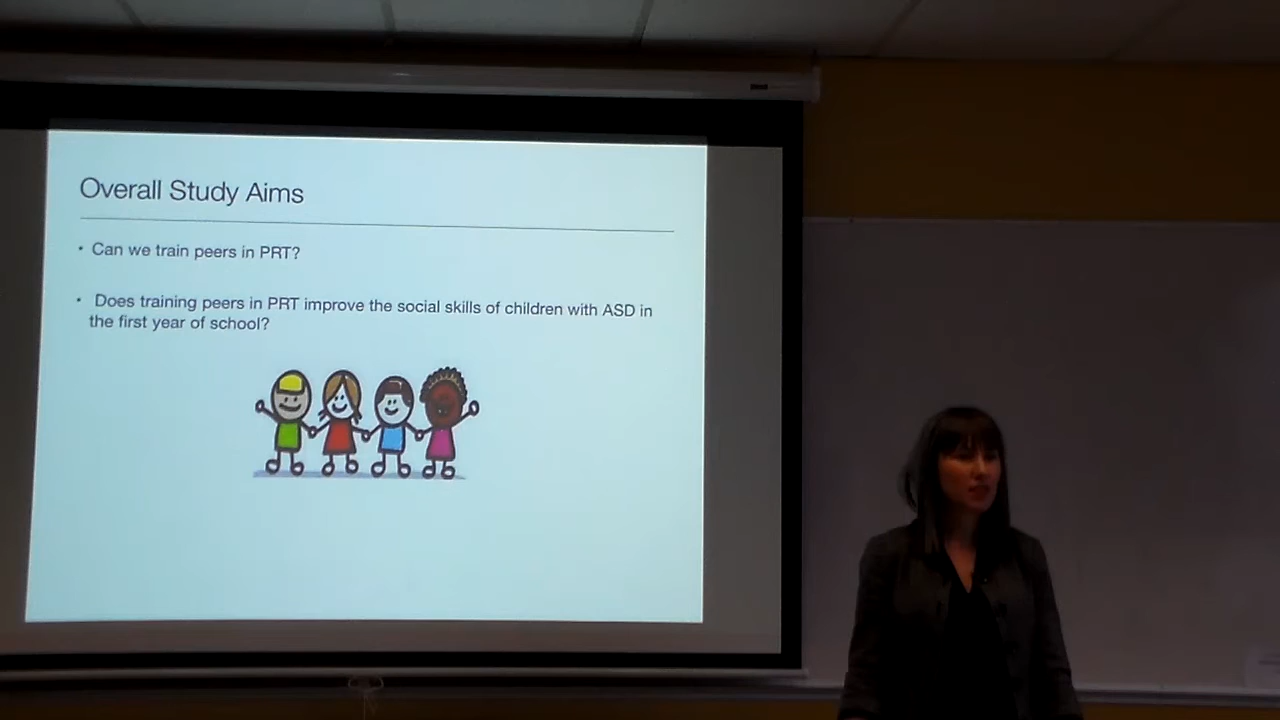 Overall Study Aims
• Can we train peers in PRT?
• Does training peers in PRT improve the social skills of children with ASD in
the first year of school?